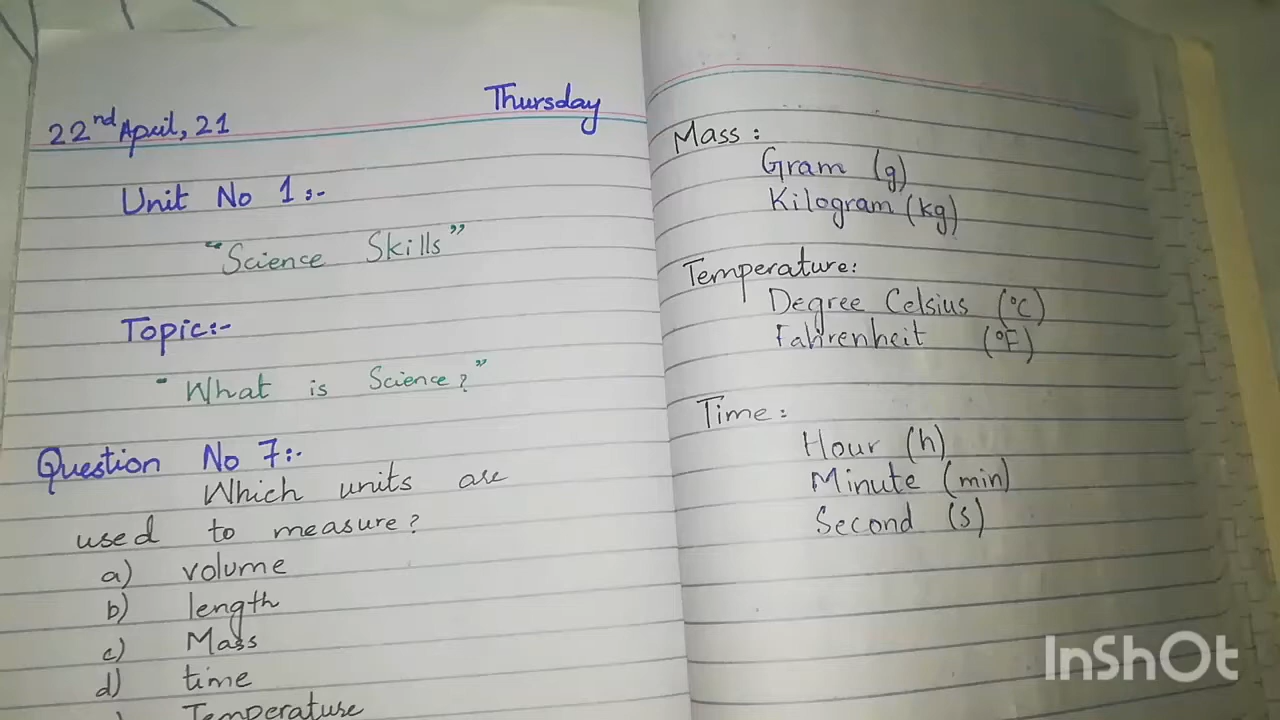 22nd April, 21
Thursday
Unit No 1:-
"Science Skills"
Topic:-
"What is Science?"
Question No 7:-
Which units are
used to measure?
a) volume
b) length
c) Mass
d) time
Temperature
Mass:
Gram (g)
Kilogram (kg)
Temperature:
Degree Celsius (°C)
Fahrenheit (°F)
Time:
Hour (h)
Minute (min)
Second (s)
InShOt